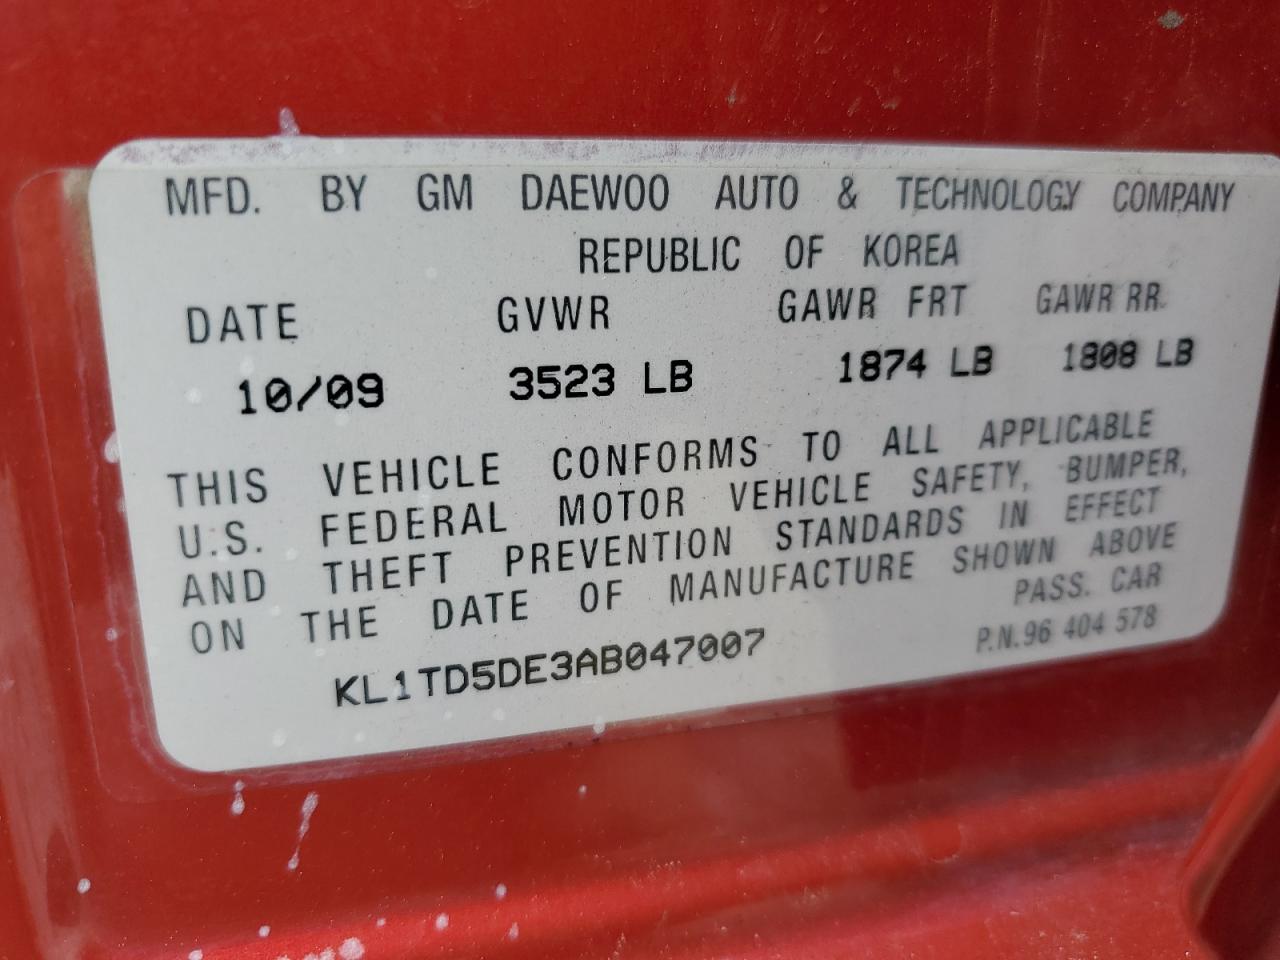 MFD. BY GM DAEWOO AUTO & TECHNOLOGY COMPANY
REPUBLIC OF KOREA
DATE GVWR GAWR FRT GAWR RR.
10/09 3523 LB 1874 LB 1808 LB
THIS VEHICLE CONFORMS TO ALL APPLICABLE
U.S. FEDERAL MOTOR VEHICLE SAFETY, BUMPER,
AND THEFT PREVENTION STANDARDS IN EFFECT
ON THE DATE OF MANUFACTURE SHOWN ABOVE
PASS. CAR
KL1TD5DE3AB047007 P.N.96 404 578